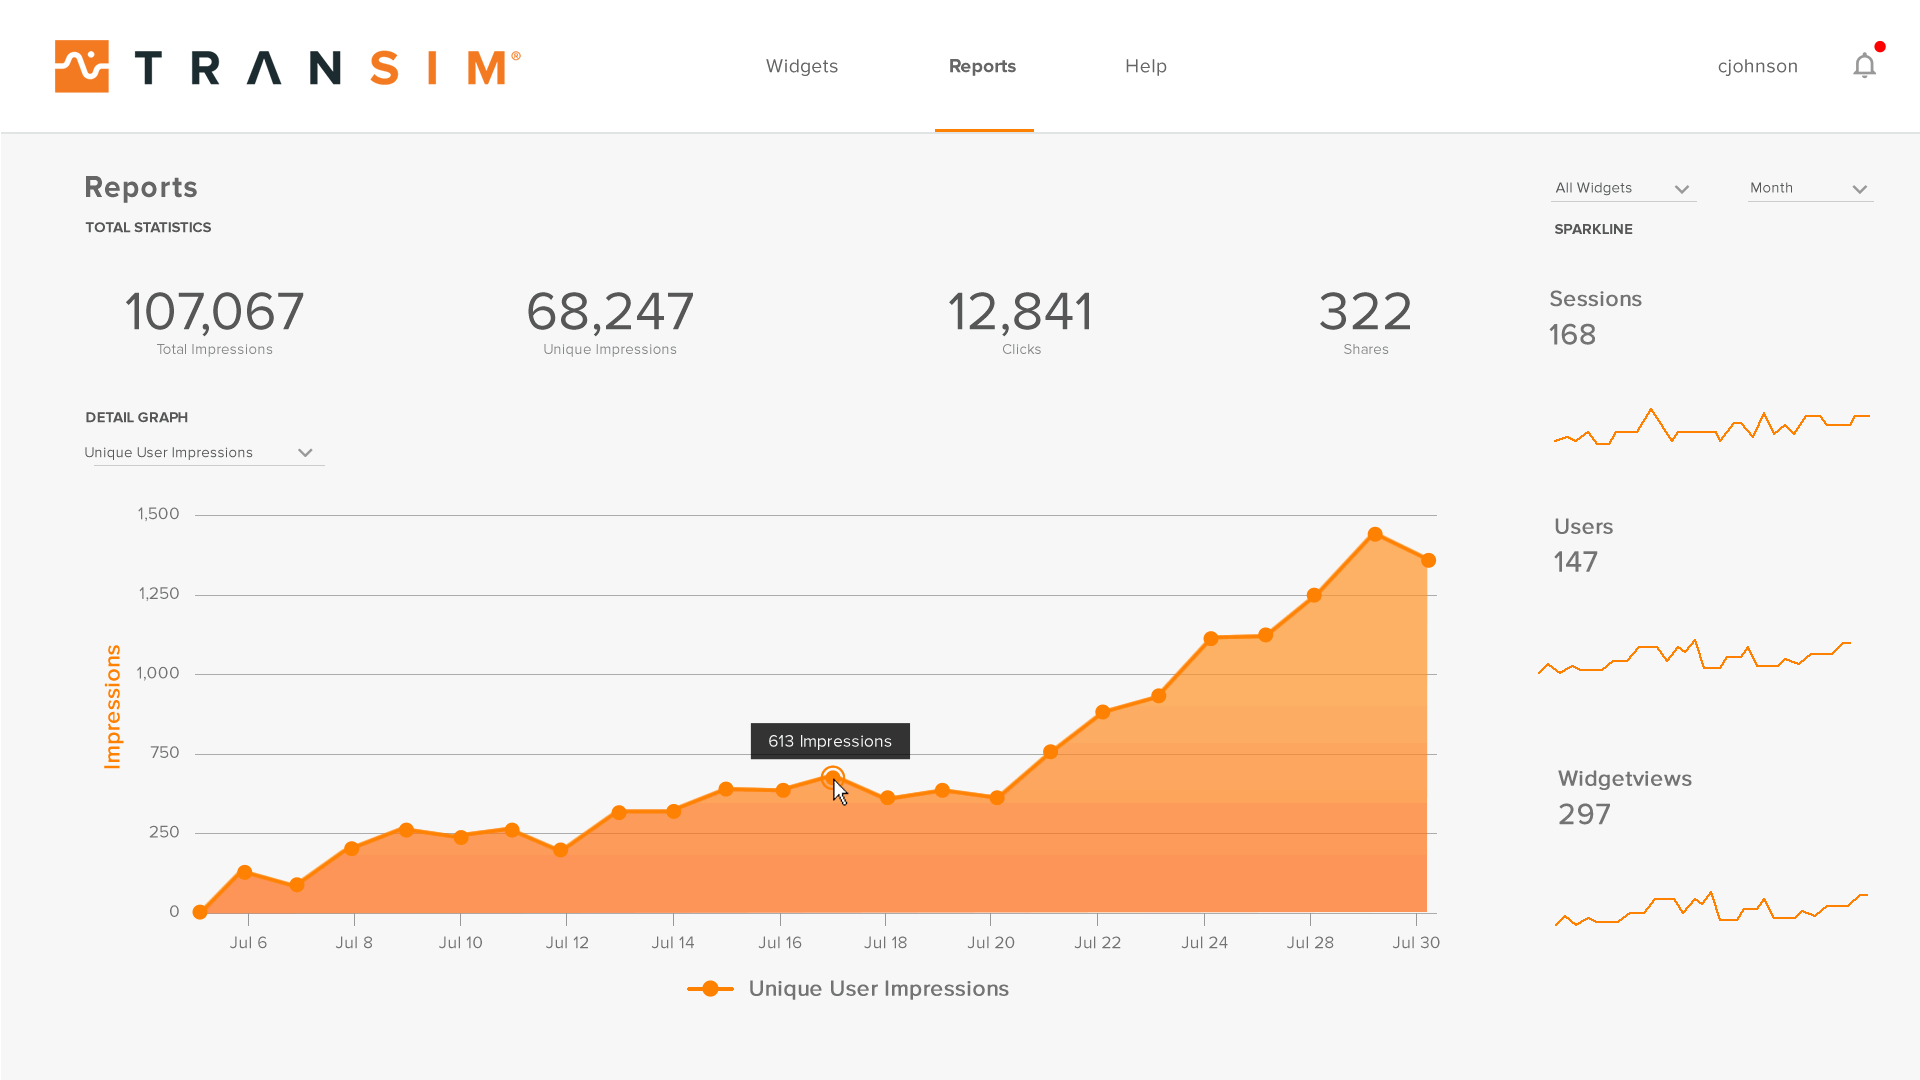 TRANSIM®
Widgets
Reports
Help
cjohnson
Reports
All Widgets
Month
TOTAL STATISTICS
SPARKLINE
107,067
Total Impressions
68,247
Unique Impressions
12,841
Clicks
322
Shares
Sessions
168
DETAIL GRAPH
Unique User Impressions
Users
147
Widgetviews
297
Impressions
1,500
1,250
1,000
750
250
0
613 Impressions
Jul 6
Jul 8
Jul 10
Jul 12
Jul 14
Jul 16
Jul 18
Jul 20
Jul 22
Jul 24
Jul 28
Jul 30
Unique User Impressions